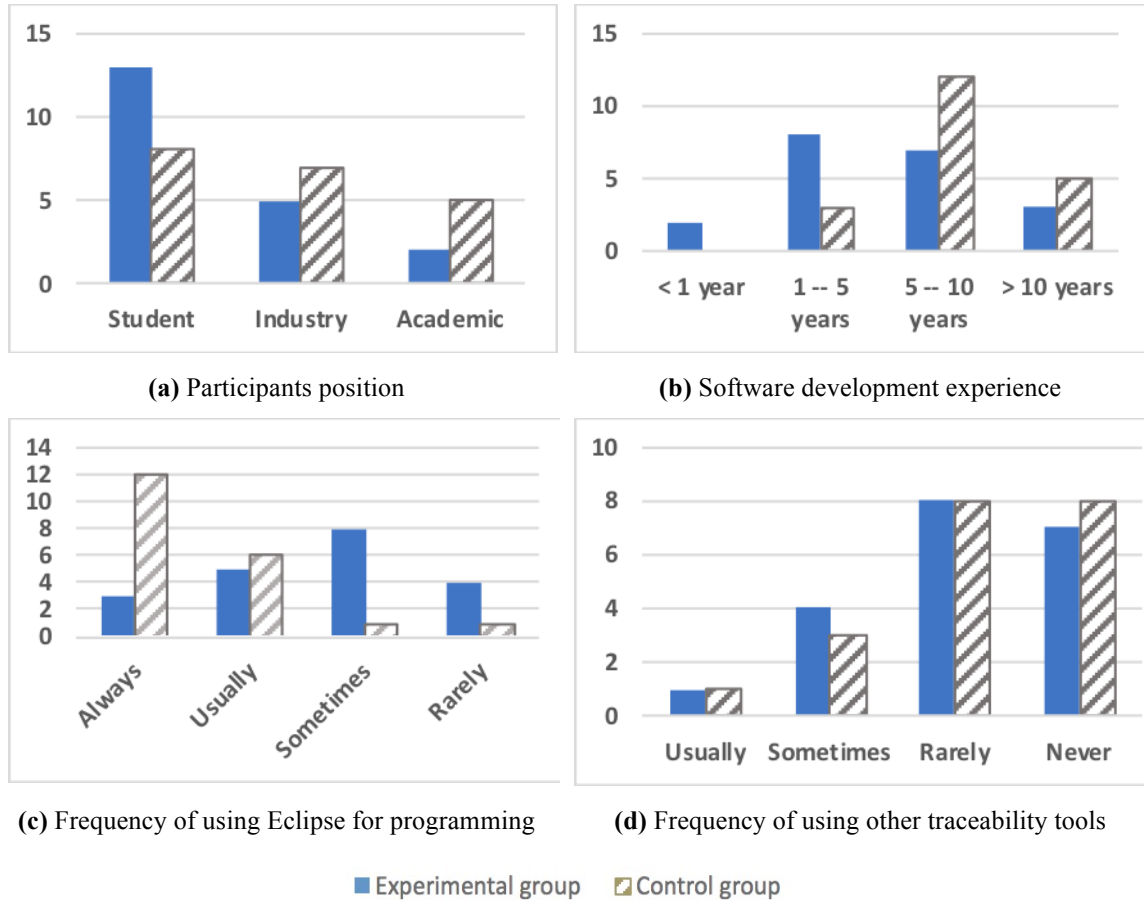 15
10
5
0
Student Industry Academic
(a) Participants position
15
10
5
0
< 1 year 1 -- 5 5 -- 10 > 10 years
years years
(b) Software development experience
14
12
10
8
6
4
2
0
Always Usually Sometimes Rarely
(c) Frequency of using Eclipse for programming
10
8
6
4
2
0
Usually Sometimes Rarely Never
(d) Frequency of using other traceability tools
Experimental group Control group